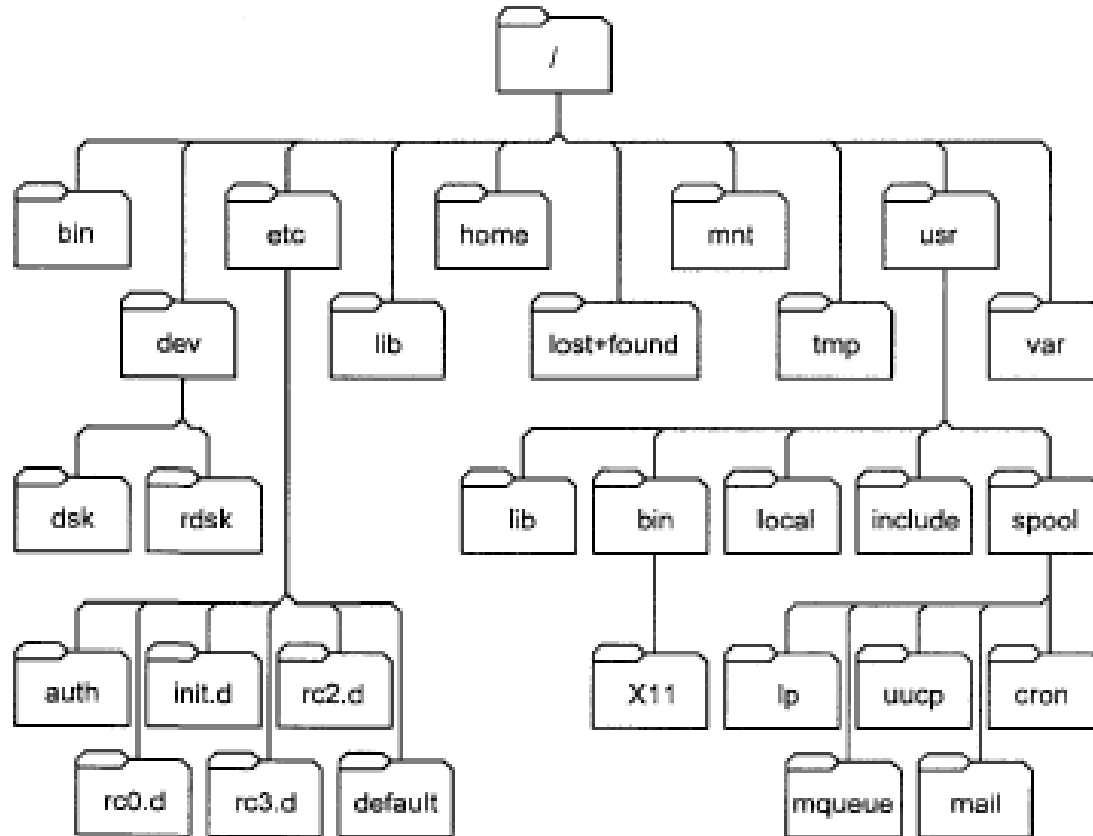 /
bin
etc
home
mnt
usr
dev
lib
lost+found
tmp
var
dsk
rdsk
lib
bin
local
include
spool
auth
init.d
rc2.d
X11
lp
uucp
cron
rc0.d
rc3.d
default
mqueue
mail